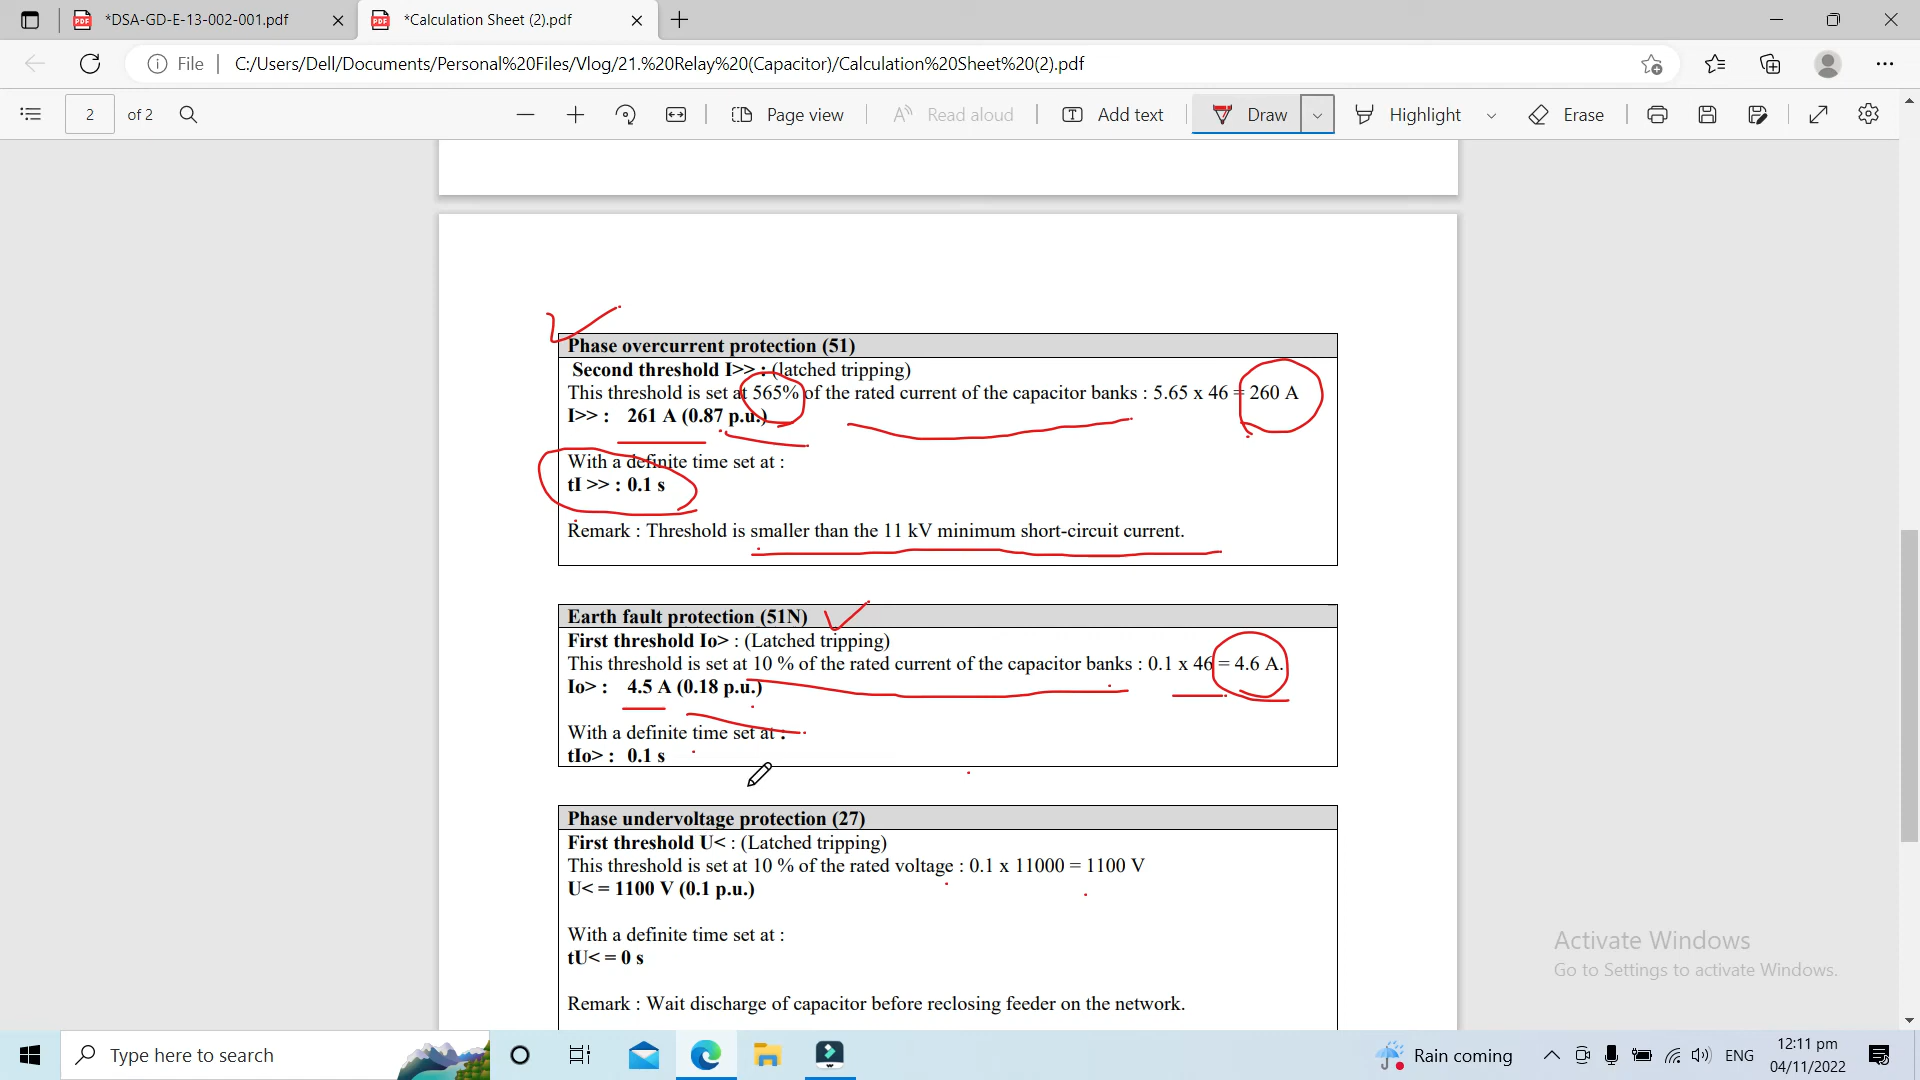 *DSA-GD-E-13-002-001.pdf
*Calculation Sheet (2).pdf
File
C:/Users/Dell/Documents/Personal%20Files/Vlog/21.%20Relay%20(Capacitor)/Calculation%20Sheet%20(2).pdf
2 of 2
Page view
Read aloud
Add text
Draw
Highlight
Erase
Phase overcurrent protection (51)
Second threshold I>> : (latched tripping)
This threshold is set at 565% of the rated current of the capacitor banks : 5.65 x 46 = 260 A
I>> : 261 A (0.87 p.u.)
With a definite time set at :
tI >> : 0.1 s
Remark : Threshold is smaller than the 11 kV minimum short-circuit current.
Earth fault protection (51N)
First threshold Io> : (Latched tripping)
This threshold is set at 10 % of the rated current of the capacitor banks : 0.1 x 46 = 4.6 A.
Io> : 4.5 A (0.18 p.u.)
With a definite time set at :
tIo> : 0.1 s
Phase undervoltage protection (27)
First threshold U< : (Latched tripping)
This threshold is set at 10 % of the rated voltage : 0.1 x 11000 = 1100 V
U< = 1100 V (0.1 p.u.)
With a definite time set at :
tU< = 0 s
Remark : Wait discharge of capacitor before reclosing feeder on the network.
Activate Windows
Go to Settings to activate Windows.
Type here to search
Rain coming
ENG
12:11 pm
04/11/2022